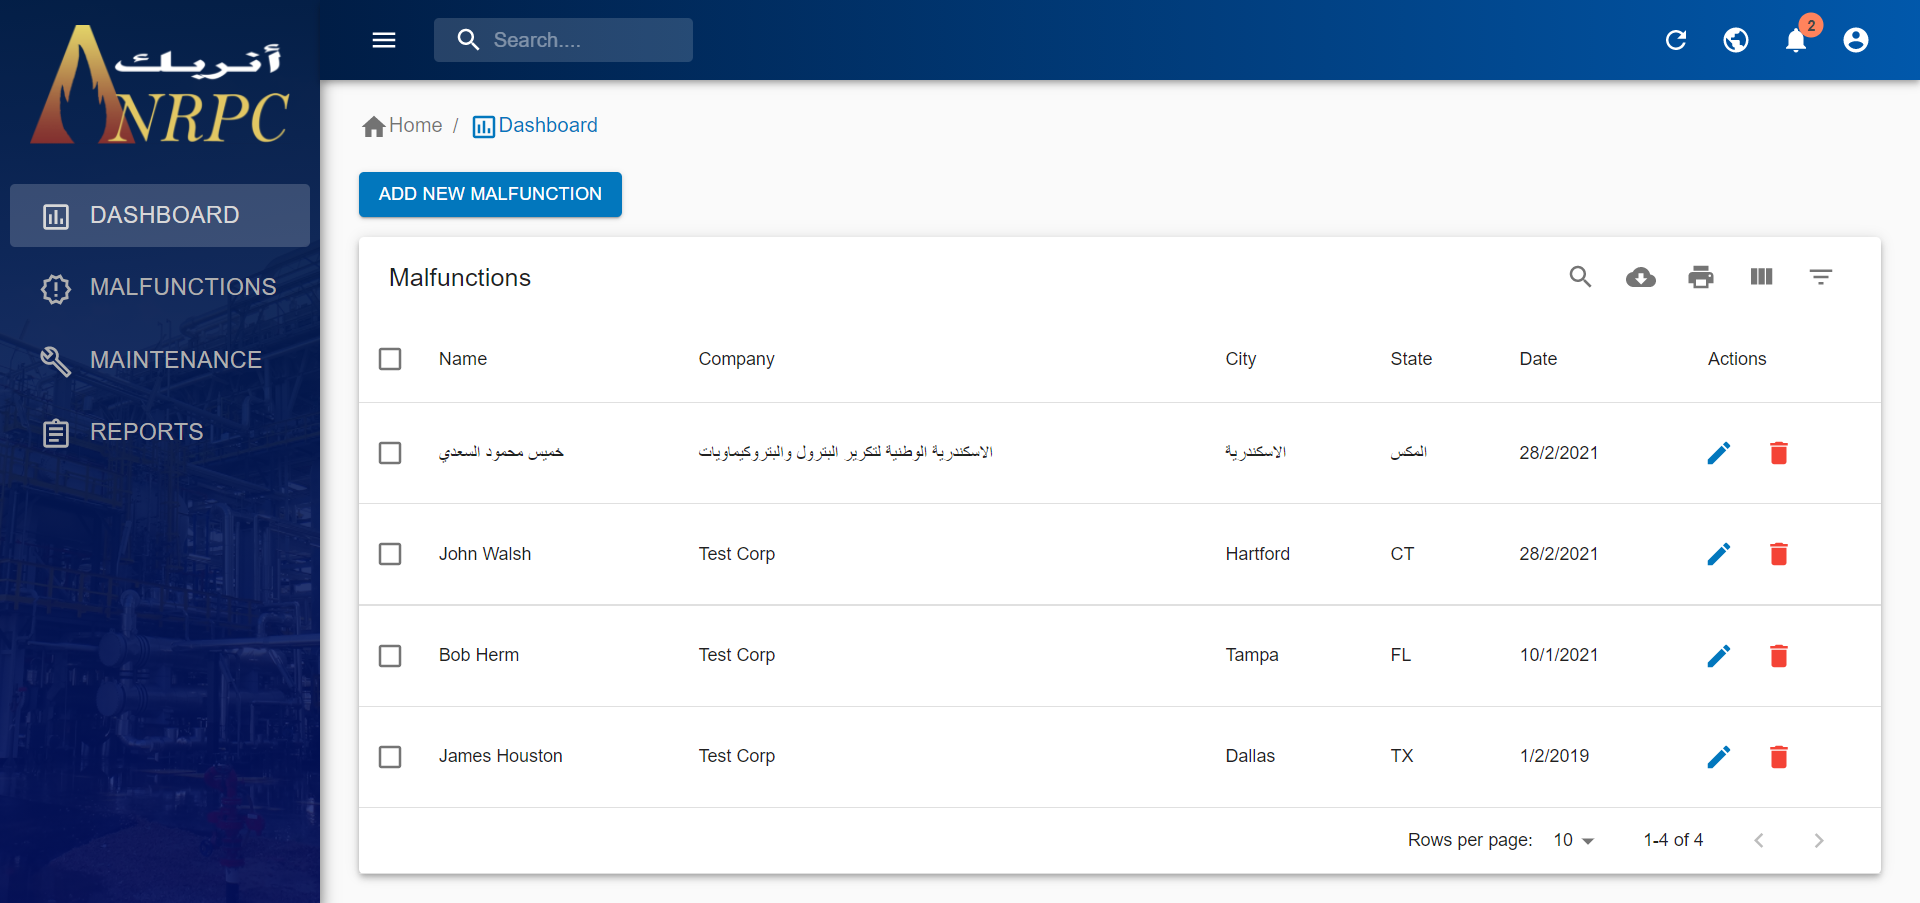 أنربك
ANRPC
Search....
2
DASHBOARD
MALFUNCTIONS
MAINTENANCE
REPORTS
Home / Dashboard
ADD NEW MALFUNCTION
Malfunctions
Name Company City State Date Actions
خميس محمود السعدي الاسكندرية الوطنية لتكرير البترول والبتروكيماويات الاسكندرية المكس 28/2/2021
John Walsh Test Corp Hartford CT 28/2/2021
Bob Herm Test Corp Tampa FL 10/1/2021
James Houston Test Corp Dallas TX 1/2/2019
Rows per page: 10 1-4 of 4